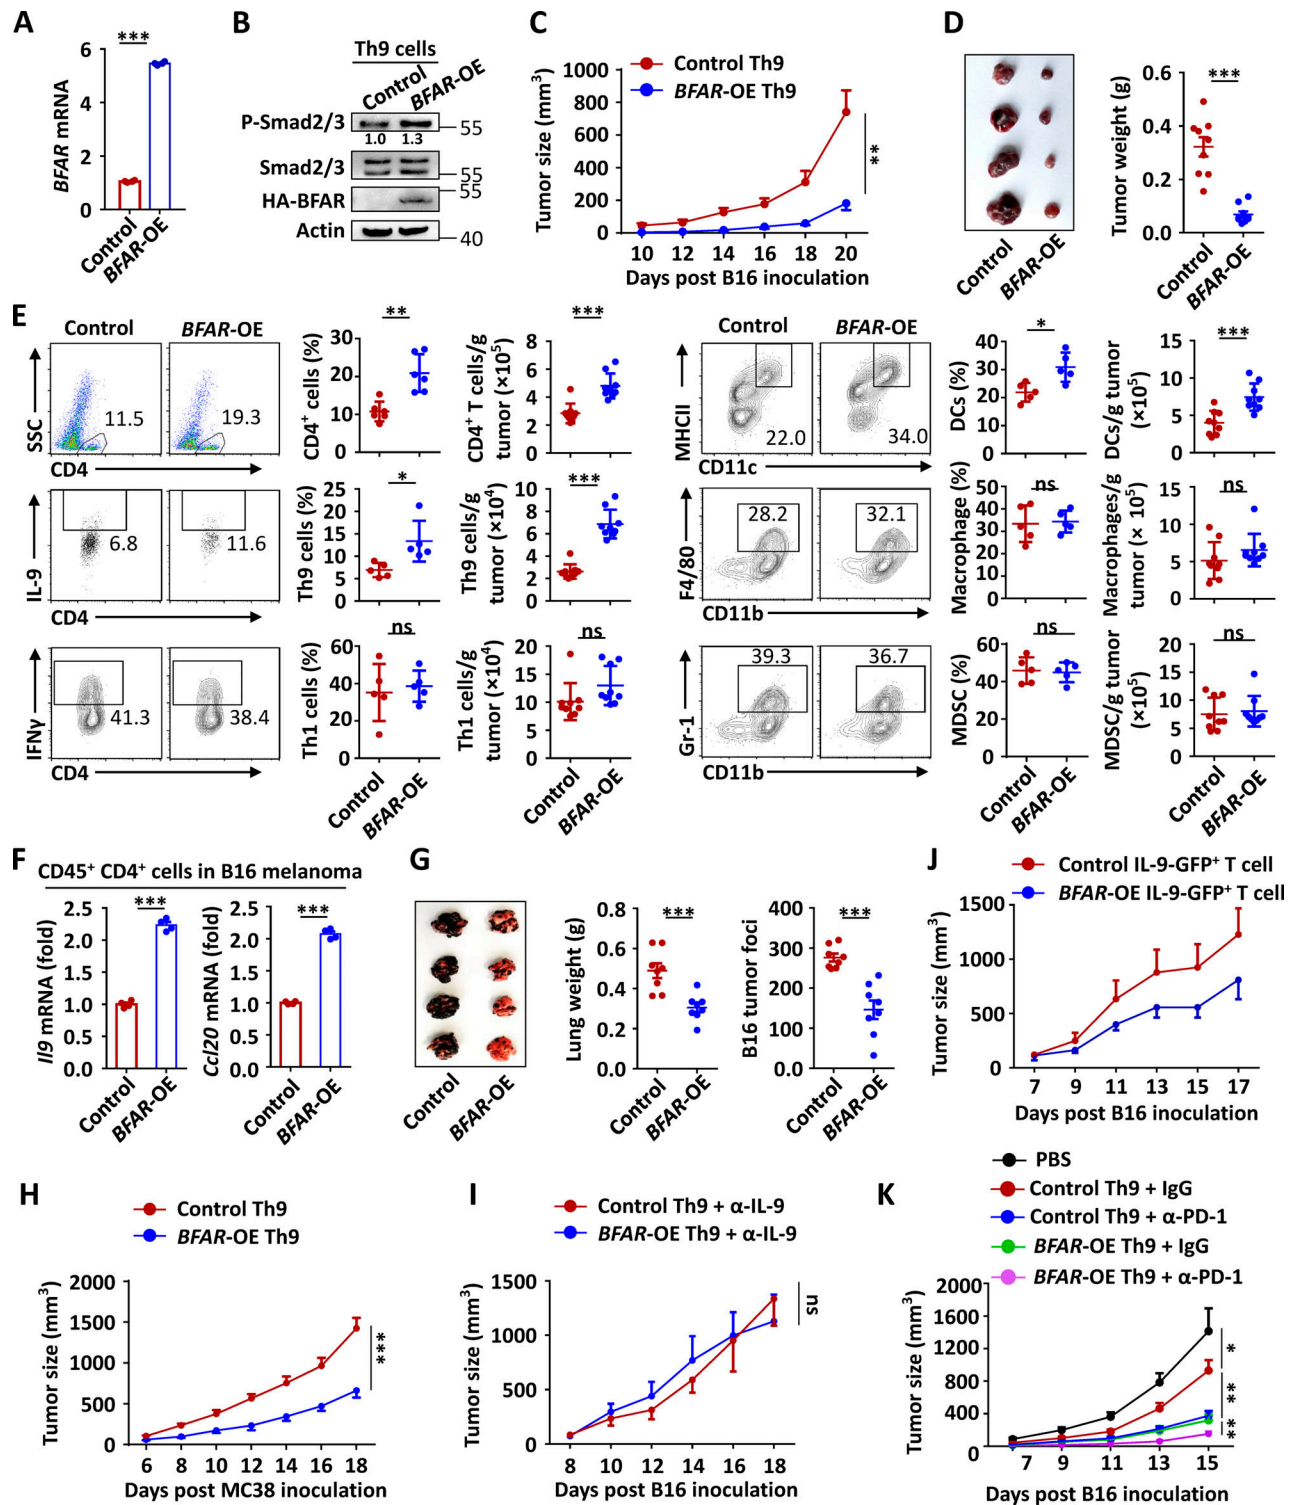 A
***
BFAR mRNA
6
4
2
0
Control
BFAR-OE
B
Th9 cells
Control
BFAR-OE
P-Smad2/3
1.0 1.3
55
Smad2/3
55
HA-BFAR
55
Actin
40
C
Control Th9
BFAR-OE Th9
Tumor size (mm³)
1000
800
600
400
200
0
**
10 12 14 16 18 20
Days post B16 inoculation
D
Control
BFAR-OE
Tumor weight (g)
0.6
0.4
0.2
0.0
***
Control
BFAR-OE
E
Control
BFAR-OE
SSC
11.5
19.3
CD4
CD4⁺ cells (%)
30
20
10
0
**
CD4⁺ T cells/g
tumor (×10⁵)
8
6
4
2
0
***
IL-9
6.8
11.6
CD4
Th9 cells (%)
25
20
15
10
5
0
*
Th9 cells/g
tumor (×10⁴)
10
8
6
4
2
0
***
IFNγ
41.3
38.4
CD4
Th1 cells (%)
60
40
20
0
ns
Control
BFAR-OE
Th1 cells/g
tumor (×10⁴)
20
15
10
5
0
ns
Control
BFAR-OE
Control
BFAR-OE
MHCII
22.0
34.0
CD11c
DCs (%)
40
30
20
10
0
*
DCs/g tumor
(×10⁵)
15
10
5
0
***
F4/80
28.2
32.1
CD11b
Macrophage (%)
50
40
30
20
10
0
ns
Macrophages/g
tumor (× 10⁵)
15
10
5
0
ns
Gr-1
39.3
36.7
CD11b
MDSC (%)
60
40
20
0
ns
Control
BFAR-OE
MDSC/g tumor
(×10⁵)
20
15
10
5
0
ns
Control
BFAR-OE
F
CD45⁺ CD4⁺ cells in B16 melanoma
Il9 mRNA (fold)
2.5
2.0
1.5
1.0
0.5
0.0
***
Control
BFAR-OE
Ccl20 mRNA (fold)
2.5
2.0
1.0
0.0
***
Control
BFAR-OE
G
Control
BFAR-OE
Lung weight (g)
0.8
0.6
0.4
0.2
0.0
***
Control
BFAR-OE
B16 tumor foci
400
300
200
100
0.0
***
Control
BFAR-OE
J
Control IL-9-GFP⁺ T cell
BFAR-OE IL-9-GFP⁺ T cell
Tumor size (mm³)
1500
1000
500
0
7 9 11 13 15 17
Days post B16 inoculation
H
Control Th9
BFAR-OE Th9
Tumor size (mm³)
2000
1500
1000
500
0
***
6 8 10 12 14 16 18
Days post MC38 inoculation
I
Control Th9 + α-IL-9
BFAR-OE Th9 + α-IL-9
Tumor size (mm³)
1500
1000
500
0
ns
8 10 12 14 16 18
Days post B16 inoculation
K
PBS
Control Th9 + IgG
Control Th9 + α-PD-1
BFAR-OE Th9 + IgG
BFAR-OE Th9 + α-PD-1
Tumor size (mm³)
2000
1600
1200
800
400
0
*
***
**
7 9 11 13 15
Days post B16 inoculation